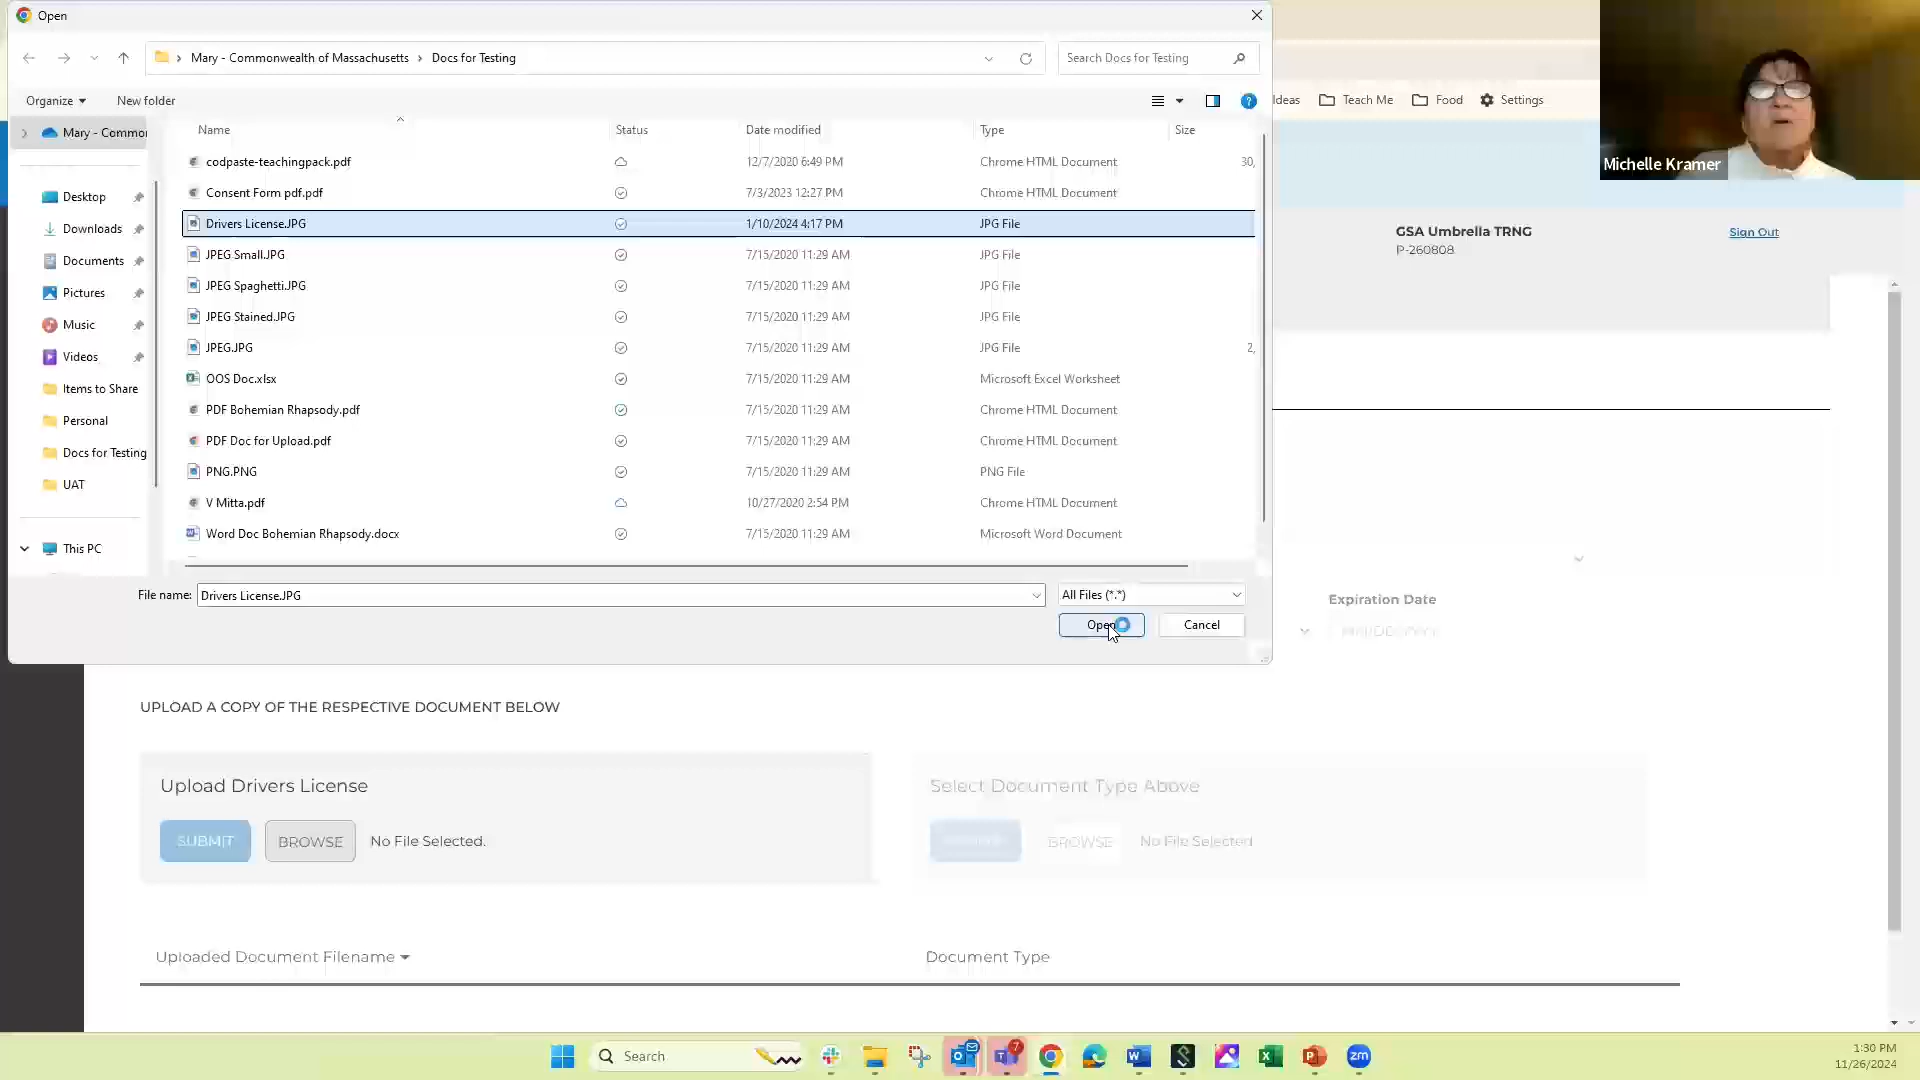 Open
Mary - Commonwealth of Massachusetts > Docs for Testing
Search Docs for Testing
Organize
New folder
Ideas
Teach Me
Food
Settings
Mary - Common
Name
Status
Date modified
Type
Size
codpaste-teachingpack.pdf
12/7/2020 6:49 PM
Chrome HTML Document
30,
Consent Form pdf.pdf
7/3/2023 12:27 PM
Chrome HTML Document
Drivers License.JPG
1/10/2024 4:17 PM
JPG File
JPEG Small.JPG
7/15/2020 11:29 AM
JPG File
JPEG Spaghetti.JPG
7/15/2020 11:29 AM
JPG File
JPEG Stained.JPG
7/15/2020 11:29 AM
JPG File
JPEG.JPG
7/15/2020 11:29 AM
JPG File
2,
OOS Doc.xlsx
7/15/2020 11:29 AM
Microsoft Excel Worksheet
PDF Bohemian Rhapsody.pdf
7/15/2020 11:29 AM
Chrome HTML Document
PDF Doc for Upload.pdf
7/15/2020 11:29 AM
Chrome HTML Document
PNG.PNG
7/15/2020 11:29 AM
PNG File
V Mitta.pdf
10/27/2020 2:54 PM
Chrome HTML Document
Word Doc Bohemian Rhapsody.docx
7/15/2020 11:29 AM
Microsoft Word Document
Desktop
Downloads
Documents
Pictures
Music
Videos
Items to Share
Personal
Docs for Testing
UAT
This PC
File name:
Drivers License.JPG
All Files (*.*)
Open
Cancel
Michelle Kramer
GSA Umbrella TRNG
P-260808
Sign Out
Expiration Date
UPLOAD A COPY OF THE RESPECTIVE DOCUMENT BELOW
Upload Drivers License
SUBMIT
BROWSE
No File Selected.
Select Document Type Above
BROWSE
No File Selected
Uploaded Document Filename
Document Type
Search
7
zm
1:30 PM
11/26/2024